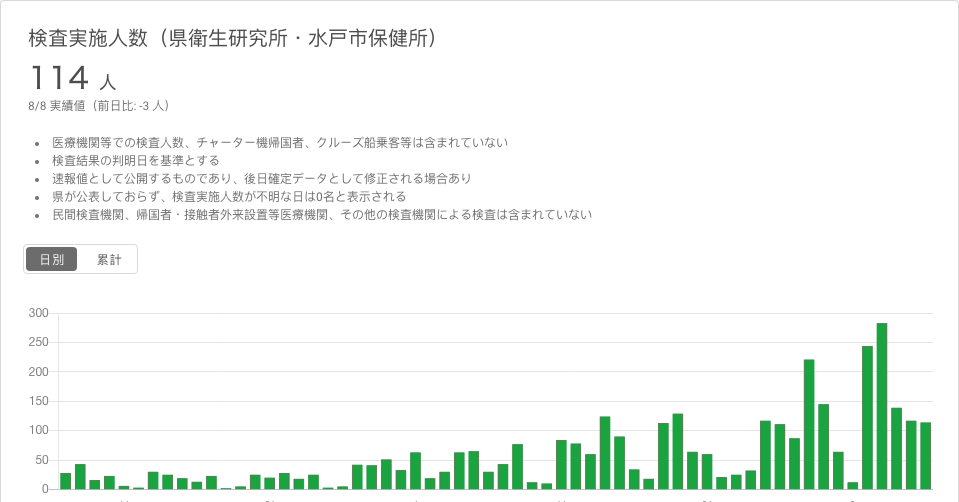 検査実施人数（県衛生研究所・水戸市保健所）
114 人
8/8 実績値（前日比: -3 人）
医療機関等での検査人数、チャーター機帰国者、クルーズ船乗客等は含まれていない
検査結果の判明日を基準とする
速報値として公開するものであり、後日確定データとして修正される場合あり
県が公表しておらず、検査実施人数が不明な日は0名と表示される
民間検査機関、帰国者・接触者外来設置等医療機関、その他の検査機関による検査は含まれていない
日別 累計
300
250
200
150
100
50
0